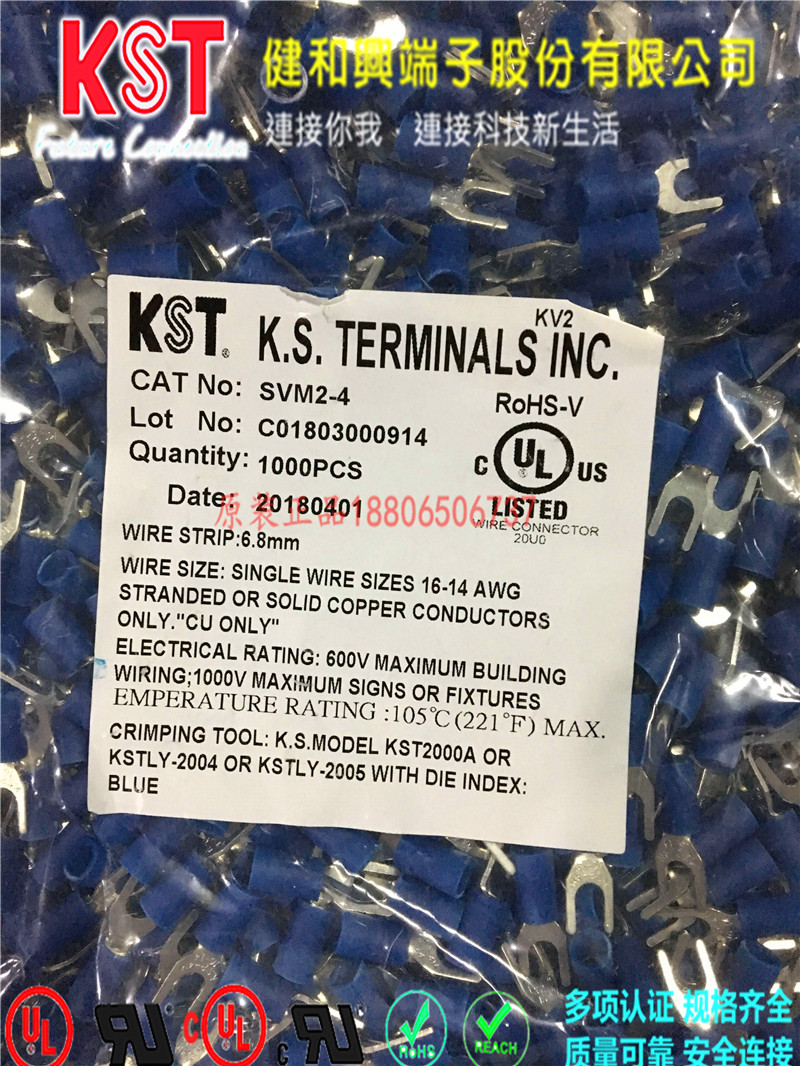 KST 健和興端子股份有限公司
Future Connection 連接你我·連接科技新生活
KV2
KST® K.S. TERMINALS INC.
CAT No: SVM2-4
RoHS-V
Lot No: C01803000914
Quantity: 1000PCS
C UL US
Date: 20180401
LISTED
原装正品18806506737
WIRE CONNECTOR
20U0
WIRE STRIP:6.8mm
WIRE SIZE: SINGLE WIRE SIZES 16-14 AWG
STRANDED OR SOLID COPPER CONDUCTORS
ONLY."CU ONLY"
ELECTRICAL RATING: 600V MAXIMUM BUILDING
WIRING;1000V MAXIMUM SIGNS OR FIXTURES
EMPERATURE RATING :105℃(221℉) MAX.
CRIMPING TOOL: K.S.MODEL KST2000A OR
KSTLY-2004 OR KSTLY-2005 WITH DIE INDEX:
BLUE
UL RU c UL c RU RoHS REACH
多项认证 规格齐全
质量可靠 安全连接